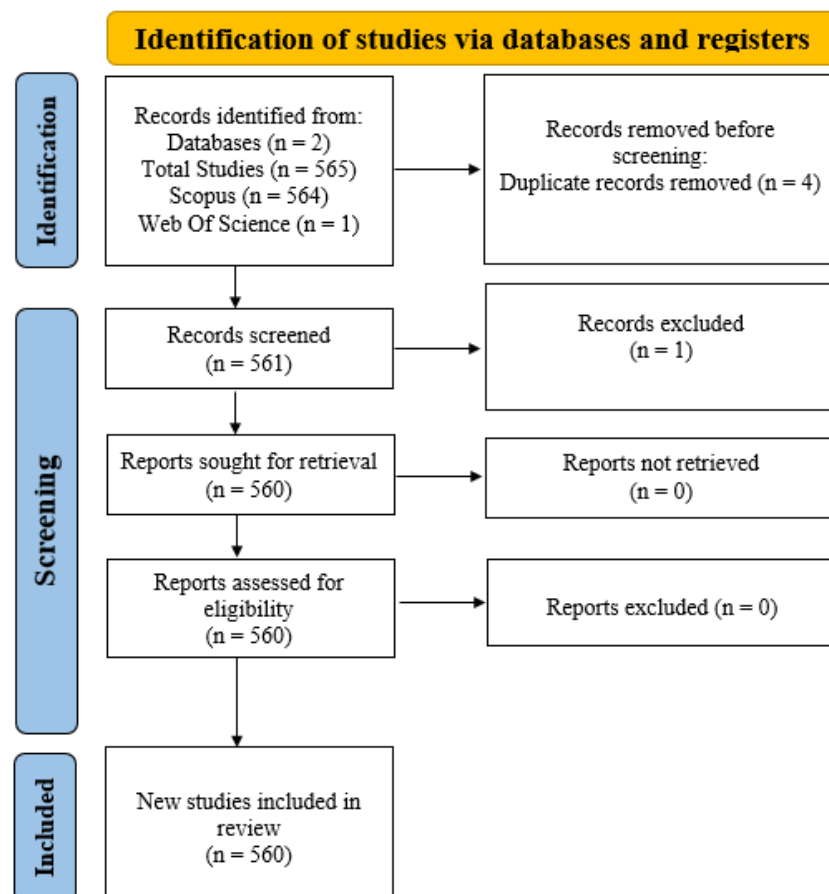 Identification of studies via databases and registers
Identification
Records identified from:
Databases (n = 2)
Total Studies (n = 565)
Scopus (n = 564)
Web Of Science (n = 1)
Records removed before
screening:
Duplicate records removed (n = 4)
Screening
Records screened
(n = 561)
Records excluded
(n = 1)
Reports sought for retrieval
(n = 560)
Reports not retrieved
(n = 0)
Reports assessed for
eligibility
(n = 560)
Reports excluded (n = 0)
Included
New studies included in
review
(n = 560)